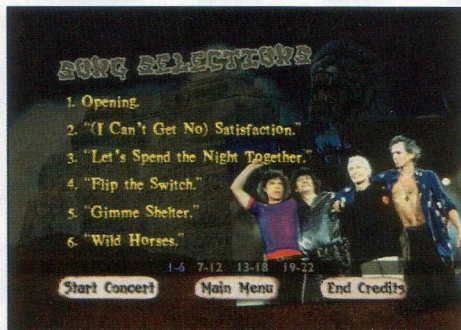 SONG SELECTIONS
1. Opening.
2. "(I Can't Get No) Satisfaction."
3. "Let's Spend the Night Together."
4. "Flip the Switch."
5. "Gimme Shelter."
6. "Wild Horses."
1-6 7-12 13-18 19-22
Start Concert Main Menu End Credits